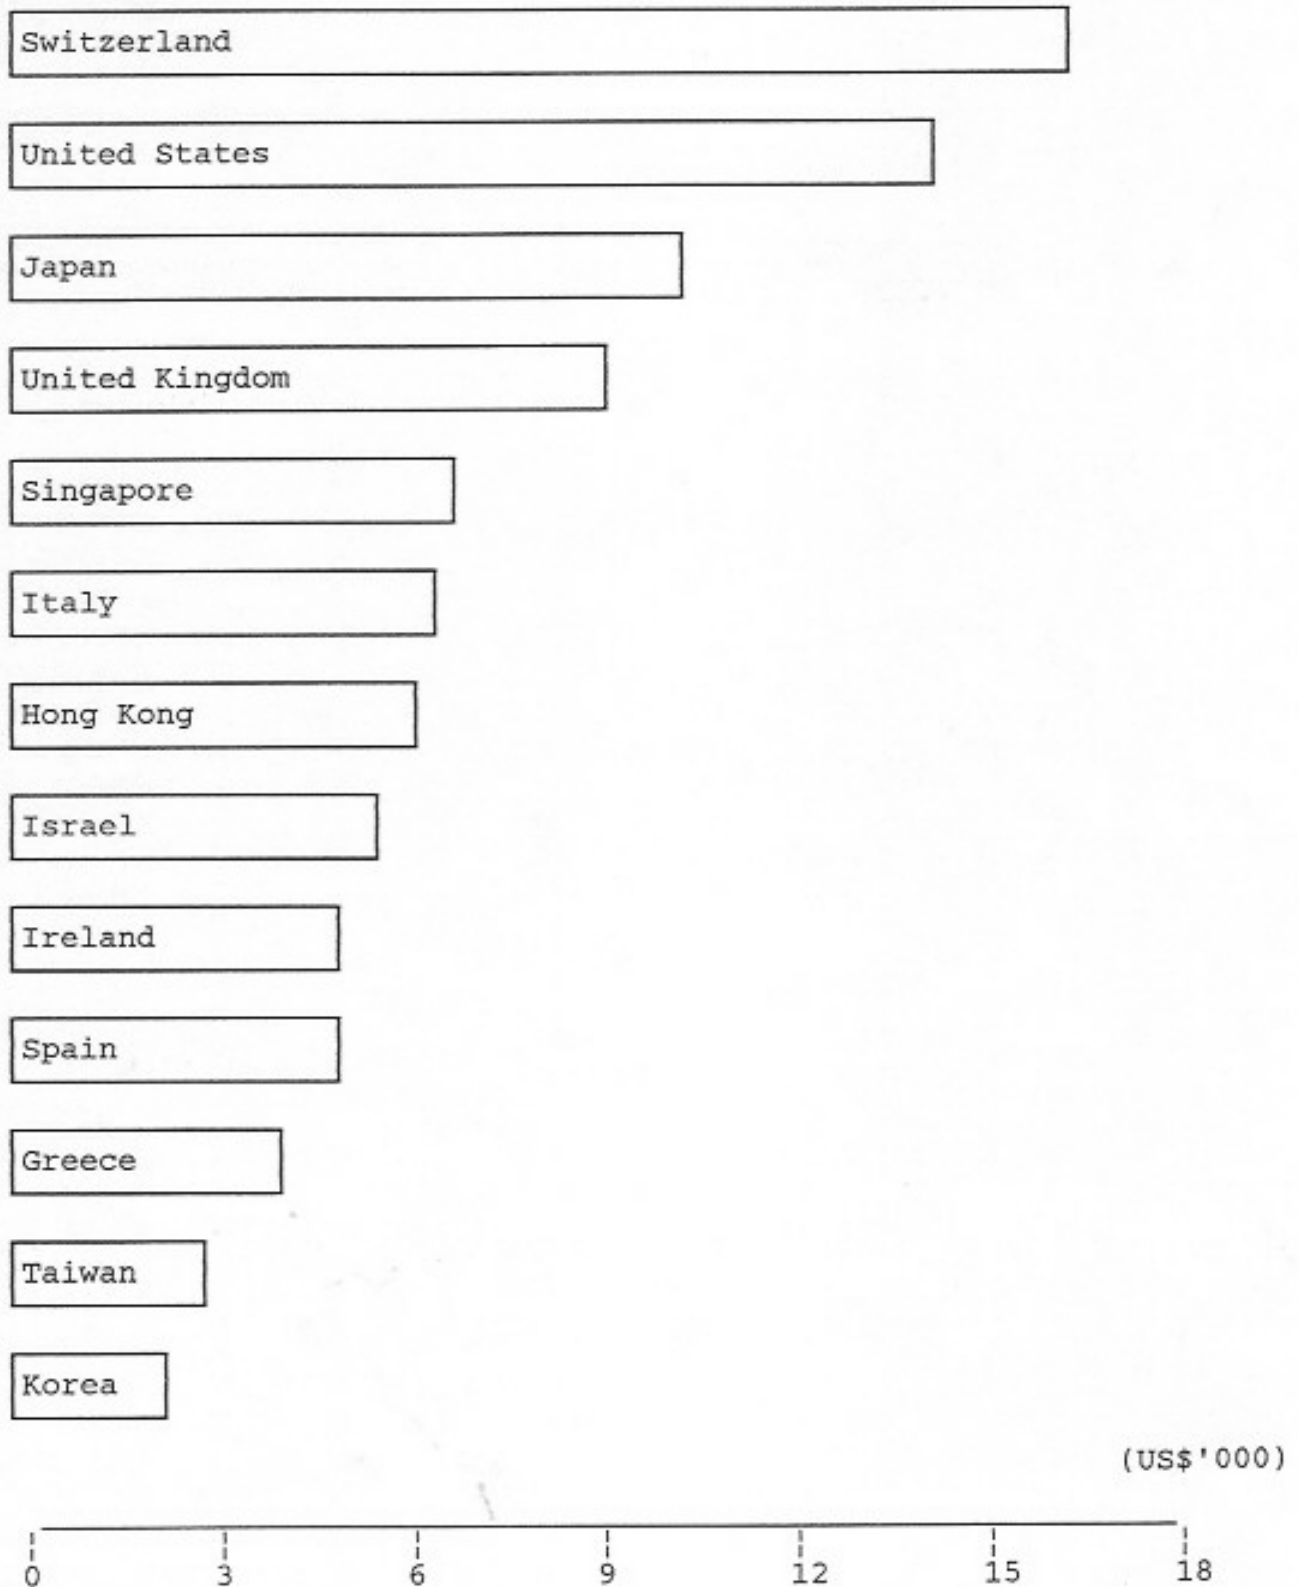 Switzerland
United States
Japan
United Kingdom
Singapore
Italy
Hong Kong
Israel
Ireland
Spain
Greece
Taiwan
Korea
(US$'000)
0 3 6 9 12 15 18